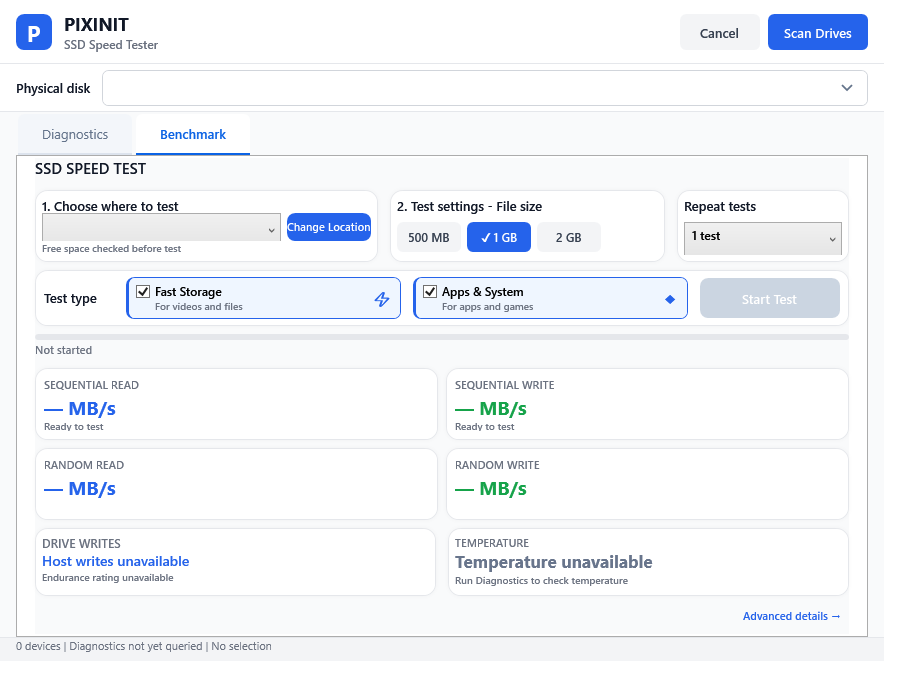 P
PIXINIT
SSD Speed Tester
Cancel
Scan Drives
Physical disk
Diagnostics
Benchmark
SSD SPEED TEST
1. Choose where to test
Change Location
Free space checked before test
2. Test settings - File size
500 MB
✓ 1 GB
2 GB
Repeat tests
1 test
Test type
Fast Storage
For videos and files
Apps & System
For apps and games
Start Test
Not started
SEQUENTIAL READ
— MB/s
Ready to test
SEQUENTIAL WRITE
— MB/s
Ready to test
RANDOM READ
— MB/s
RANDOM WRITE
— MB/s
DRIVE WRITES
Host writes unavailable
Endurance rating unavailable
TEMPERATURE
Temperature unavailable
Run Diagnostics to check temperature
Advanced details →
0 devices | Diagnostics not yet queried | No selection